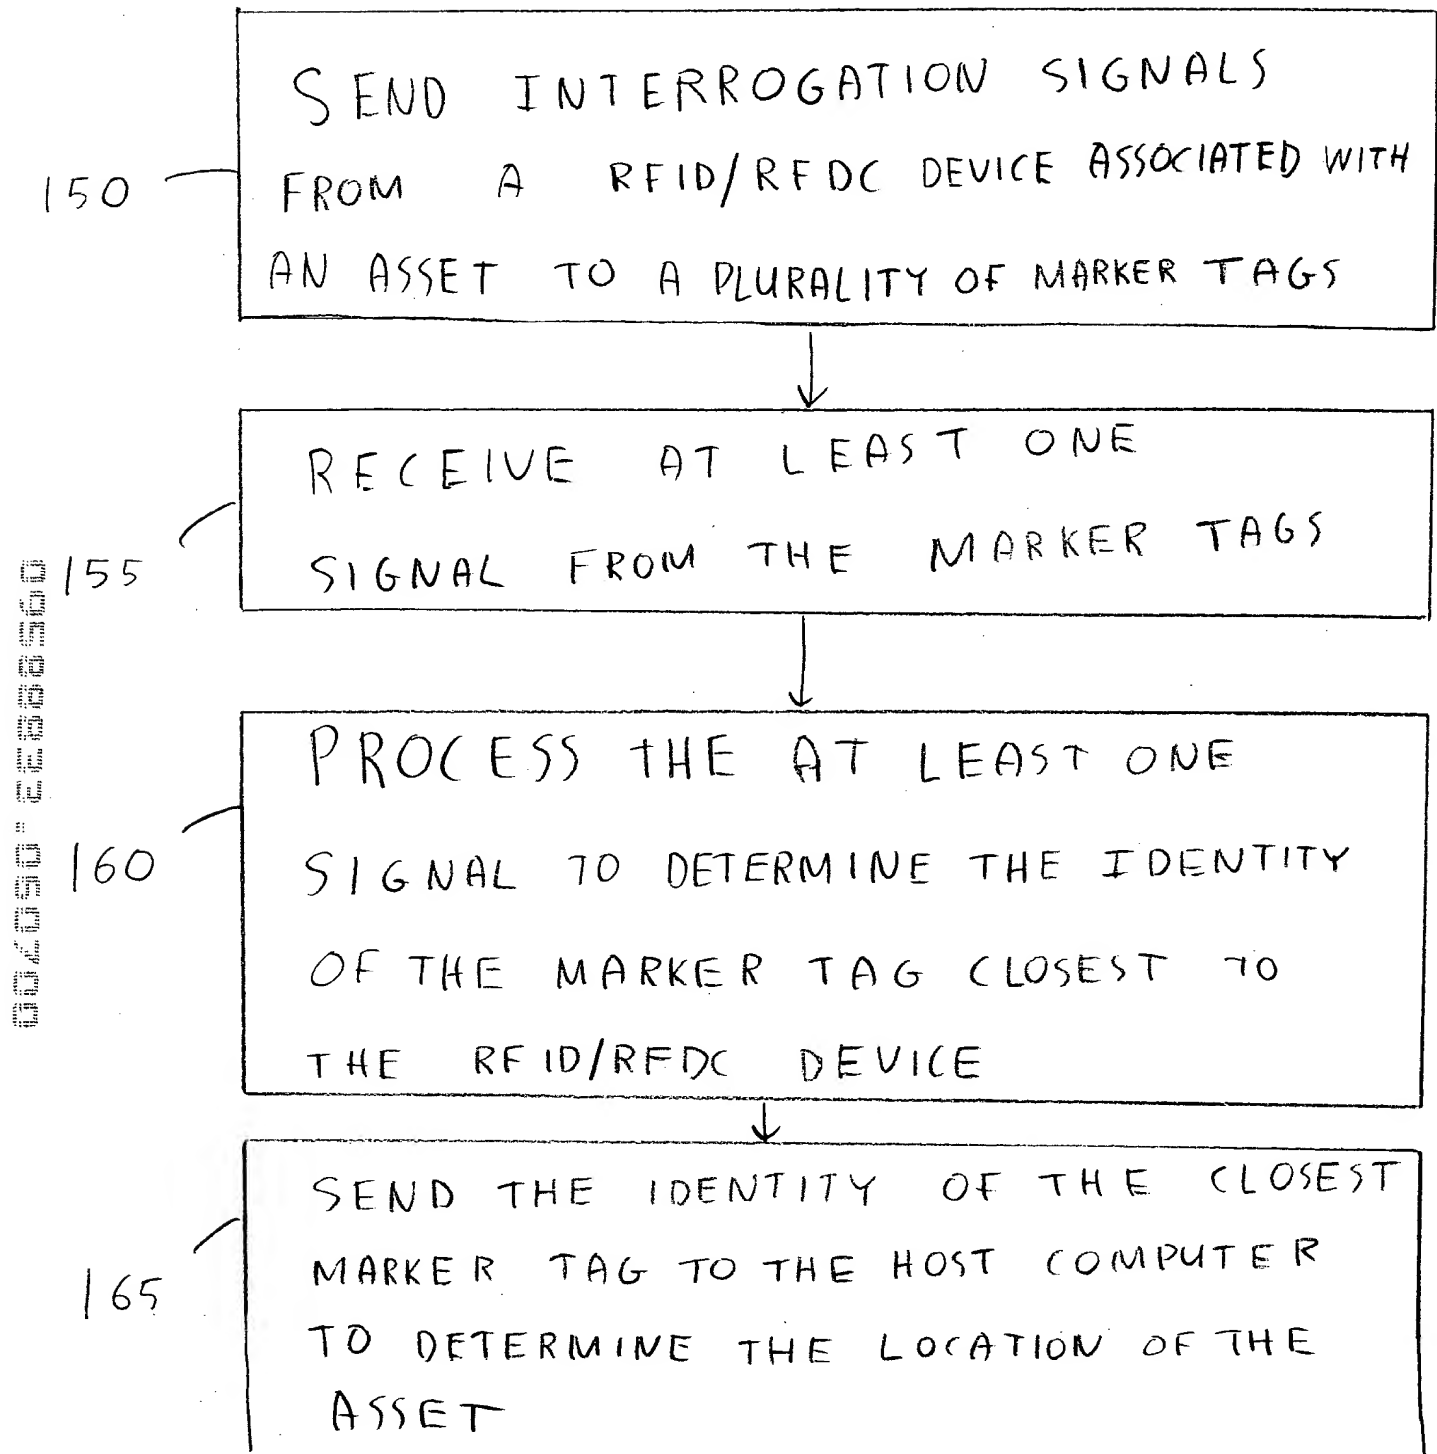 SEND INTERROGATION SIGNALS
FROM A RFID/RFDC DEVICE ASSOCIATED WITH
AN ASSET TO A PLURALITY OF MARKER TAGS
150
RECEIVE AT LEAST ONE
SIGNAL FROM THE MARKER TAGS
155
PROCESS THE AT LEAST ONE
SIGNAL TO DETERMINE THE IDENTITY
OF THE MARKER TAG CLOSEST TO
THE RFID/RFDC DEVICE
160
SEND THE IDENTITY OF THE CLOSEST
MARKER TAG TO THE HOST COMPUTER
TO DETERMINE THE LOCATION OF THE
ASSET
165
09588560